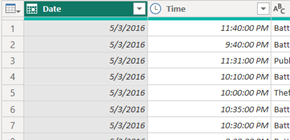 Date Time ABC
1 5/3/2016 11:40:00 PM Batt
2 5/3/2016 9:40:00 PM Batt
3 5/3/2016 11:31:00 PM Publ
4 5/3/2016 10:10:00 PM Batt
5 5/3/2016 10:00:00 PM Thef
6 5/3/2016 10:35:00 PM Batt
7 5/3/2016 10:30:00 PM Batt